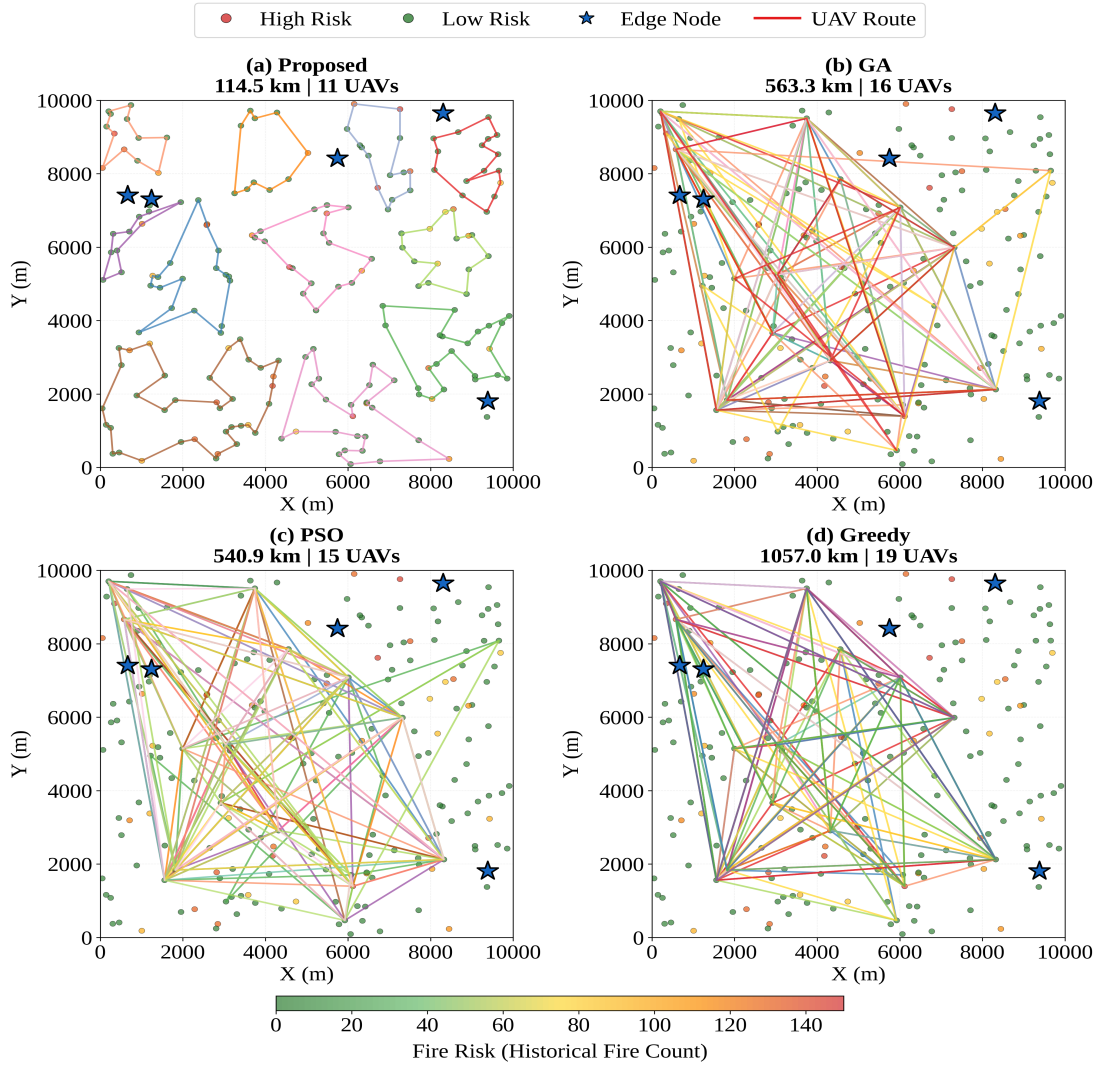 High Risk
Low Risk
Edge Node
UAV Route
(a) Proposed
114.5 km | 11 UAVs
10000
8000
6000
4000
2000
0
Y (m)
0 2000 4000 6000 8000 10000
X (m)
(b) GA
563.3 km | 16 UAVs
10000
8000
6000
4000
2000
0
Y (m)
0 2000 4000 6000 8000 10000
X (m)
(c) PSO
540.9 km | 15 UAVs
10000
8000
6000
4000
2000
0
Y (m)
0 2000 4000 6000 8000 10000
X (m)
(d) Greedy
1057.0 km | 19 UAVs
10000
8000
6000
4000
2000
0
Y (m)
0 2000 4000 6000 8000 10000
X (m)
0 20 40 60 80 100 120 140
Fire Risk (Historical Fire Count)